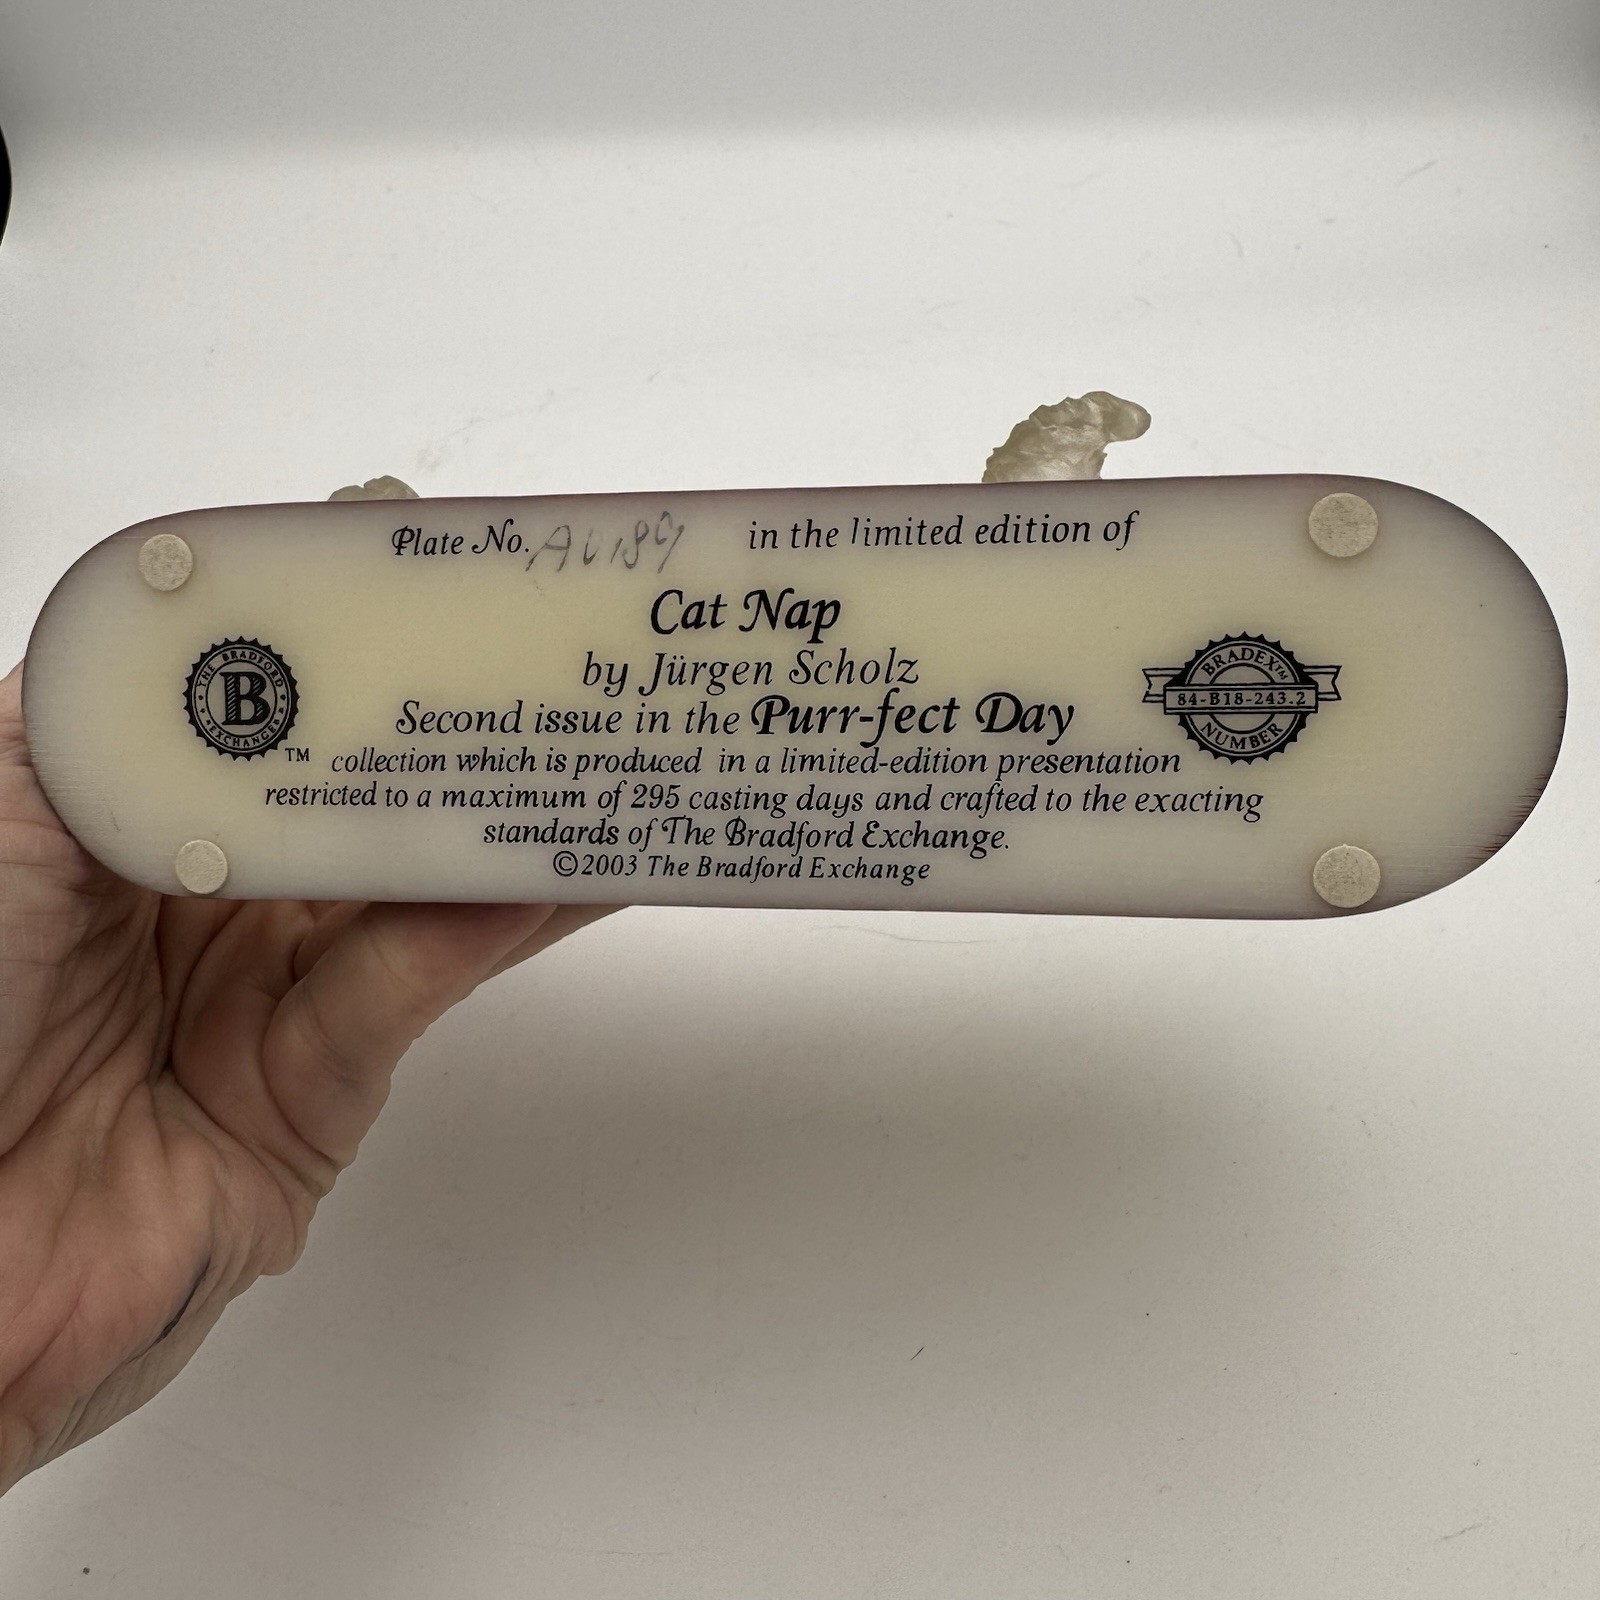 Plate No. A0189 in the limited edition of
Cat Nap
by Jürgen Scholz
Second issue in the Purr-fect Day
collection which is produced in a limited-edition presentation
restricted to a maximum of 295 casting days and crafted to the exacting
standards of The Bradford Exchange.
©2003 The Bradford Exchange
THE BRADFORD
B
EXCHANGE
TM
BRADEX™
84-B18-243.2
NUMBER